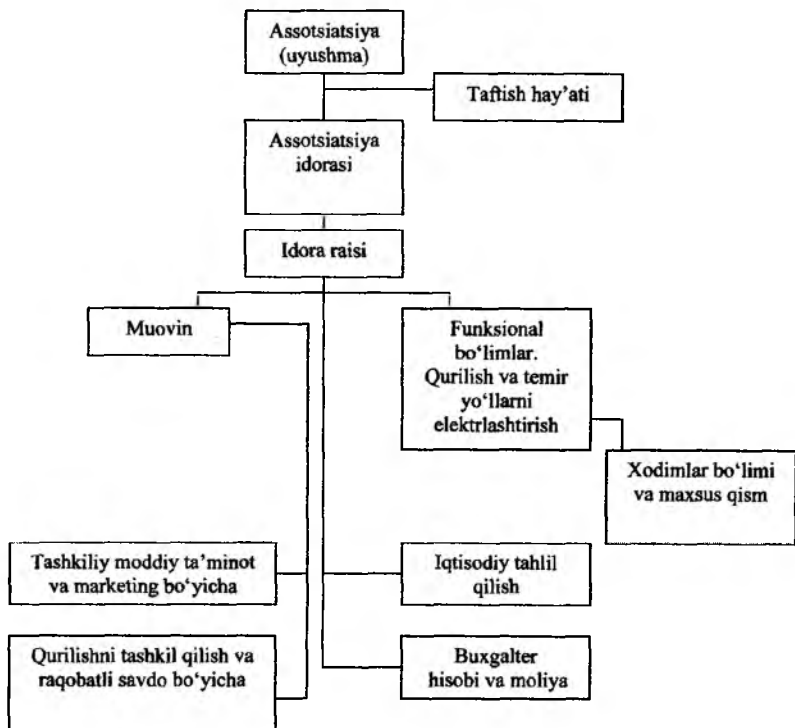 Assotsiatsiya
(uyushma)
Taftish hay’ati
Assotsiatsiya
idorasi
Idora raisi
Muovin
Funksional
bo‘limlar.
Qurilish va temir
yo‘llarni
elektrlashtirish
Xodimlar bo‘limi
va maxsus qism
Tashkiliy moddiy ta’minot
va marketing bo‘yicha
Iqtisodiy tahlil
qilish
Qurilishni tashkil qilish va
raqobatli savdo bo‘yicha
Buxgalter
hisobi va moliya